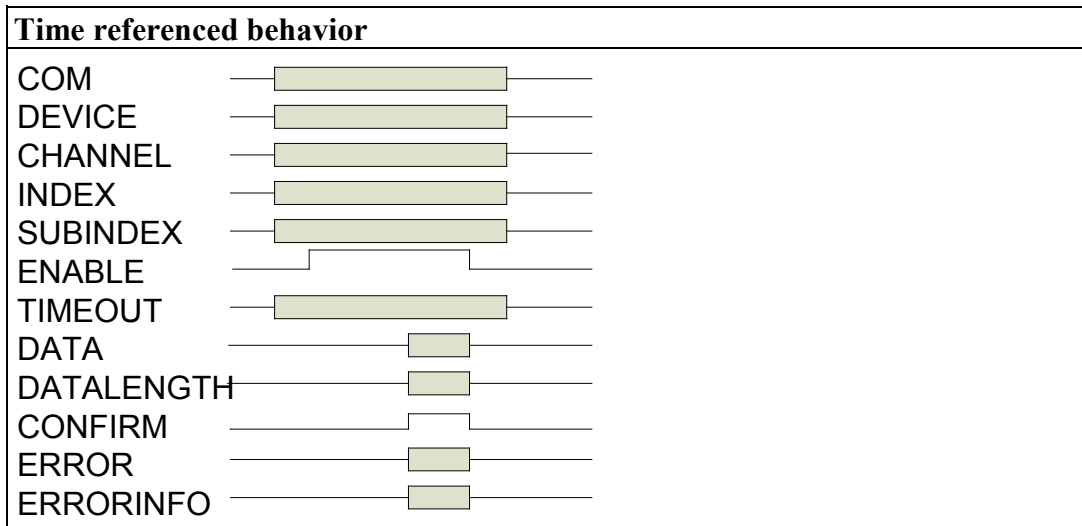 Time referenced behavior
COM
DEVICE
CHANNEL
INDEX
SUBINDEX
ENABLE
TIMEOUT
DATA
DATALENGTH
CONFIRM
ERROR
ERRORINFO